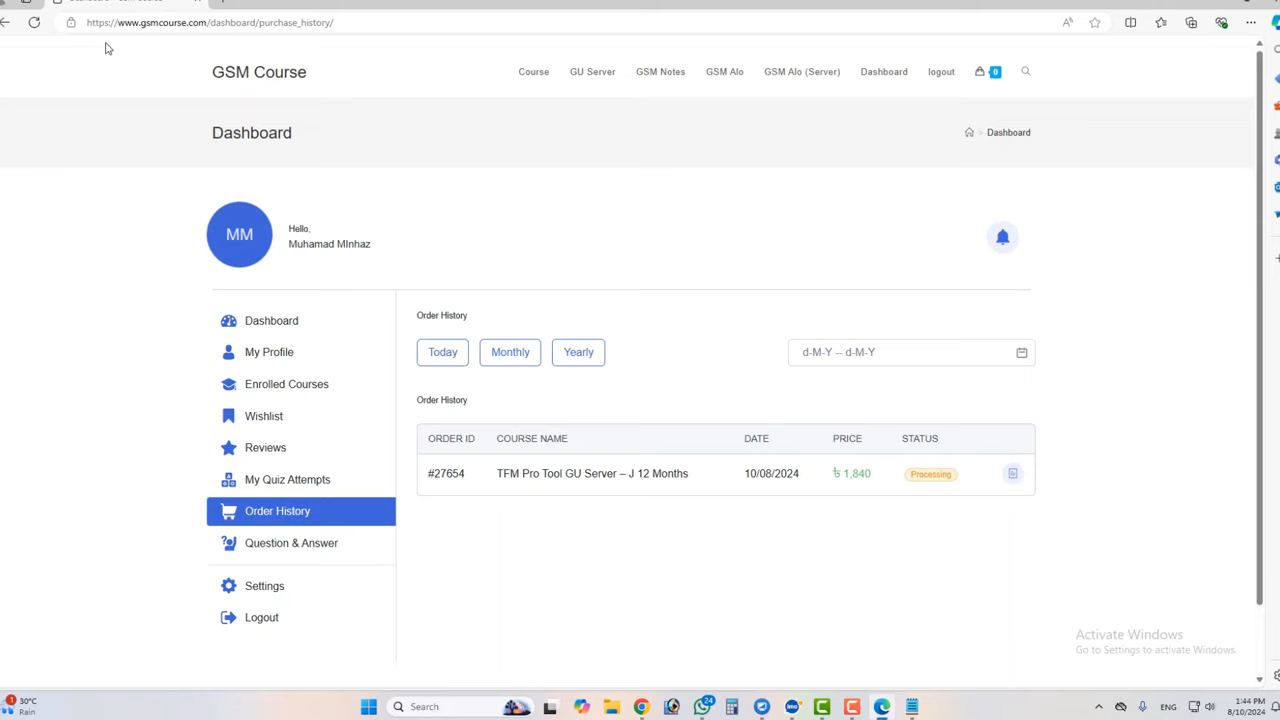 https://www.gsmcourse.com/dashboard/purchase_history/
GSM Course
Course
GU Server
GSM Notes
GSM Alo
GSM Alo (Server)
Dashboard
logout
0
Dashboard
Dashboard
MM
Hello,
Muhamad MInhaz
Dashboard
My Profile
Enrolled Courses
Wishlist
Reviews
My Quiz Attempts
Order History
Question & Answer
Settings
Logout
Order History
Today
Monthly
Yearly
d-M-Y -- d-M-Y
Order History
ORDER ID COURSE NAME DATE PRICE STATUS
#27654 TFM Pro Tool GU Server – J 12 Months 10/08/2024 ৳ 1,840 Processing
Activate Windows
Go to Settings to activate Windows.
1
30°C
Rain
Search
24
ENG
1:44 PM
8/10/2024